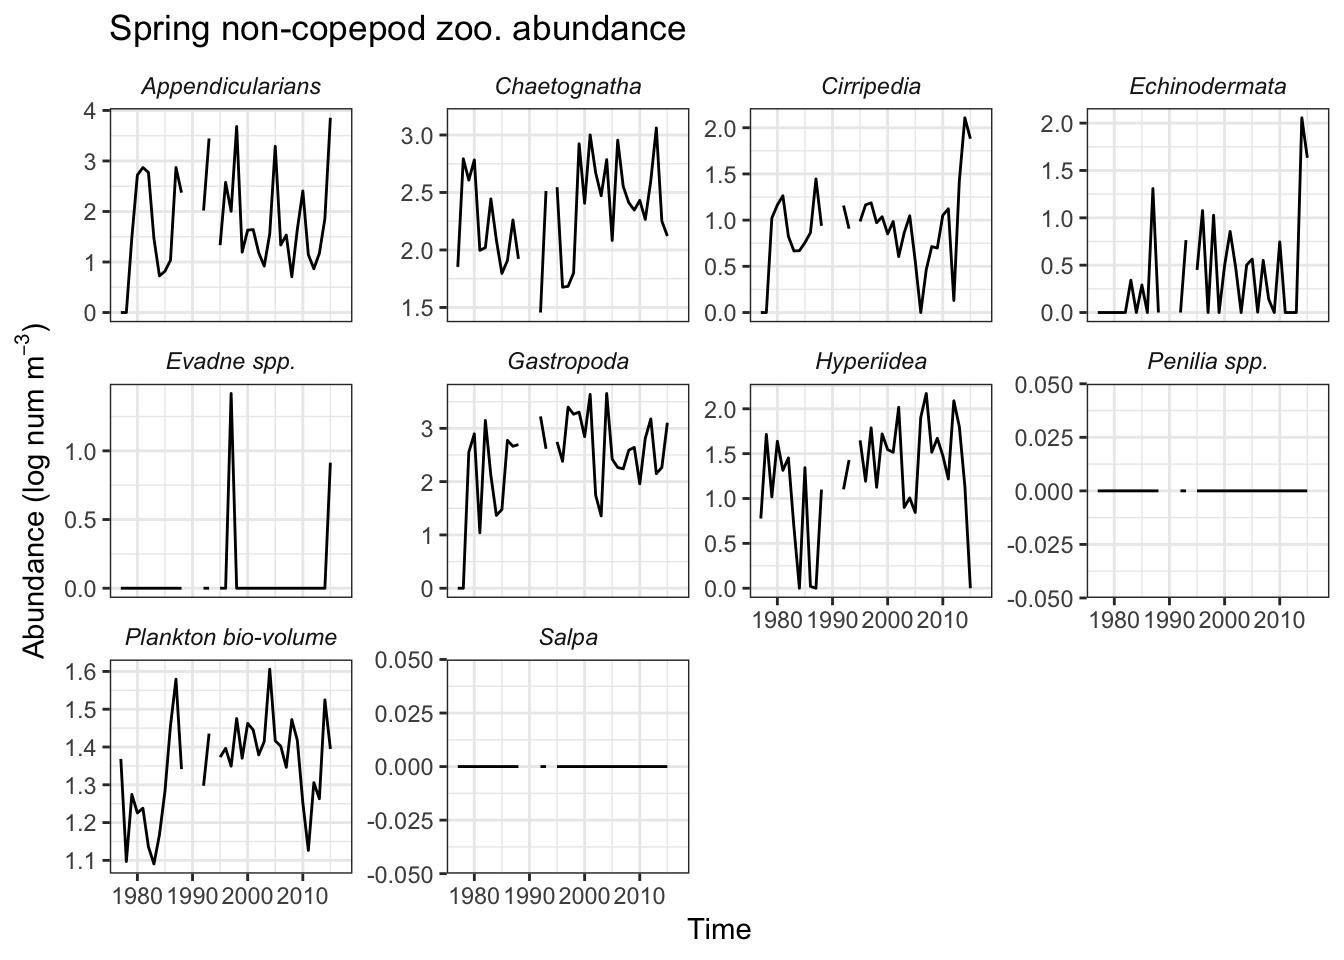 Spring non-copepod zoo. abundance
Appendicularians Chaetognatha Cirripedia Echinodermata
4 3 2 1 0
3.0 2.5 2.0 1.5
2.0 1.5 1.0 0.5 0.0
2.0 1.5 1.0 0.5 0.0
Evadne spp. Gastropoda Hyperiidea Penilia spp.
1.0 0.5 0.0
3 2 1 0
2.0 1.5 1.0 0.5 0.0
0.050 0.025 0.000 -0.025 -0.050
1980 1990 2000 2010
1980 1990 2000 2010
Plankton bio-volume Salpa
1.6 1.5 1.4 1.3 1.2 1.1
0.050 0.025 0.000 -0.025 -0.050
1980 1990 2000 2010
1980 1990 2000 2010
Abundance (log num m⁻³)
Time